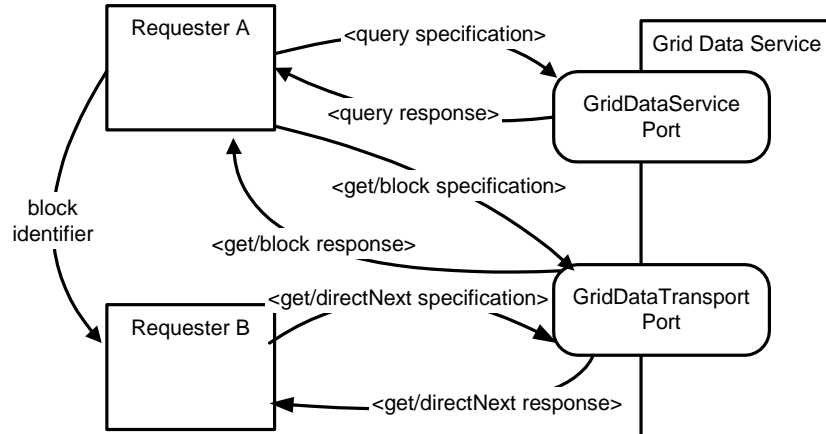 Requester A
<query specification>
Grid Data Service
GridDataService
Port
<query response>
<get/block specification>
block
identifier
<get/block response>
<get/directNext specification>
GridDataTransport
Port
Requester B
<get/directNext response>